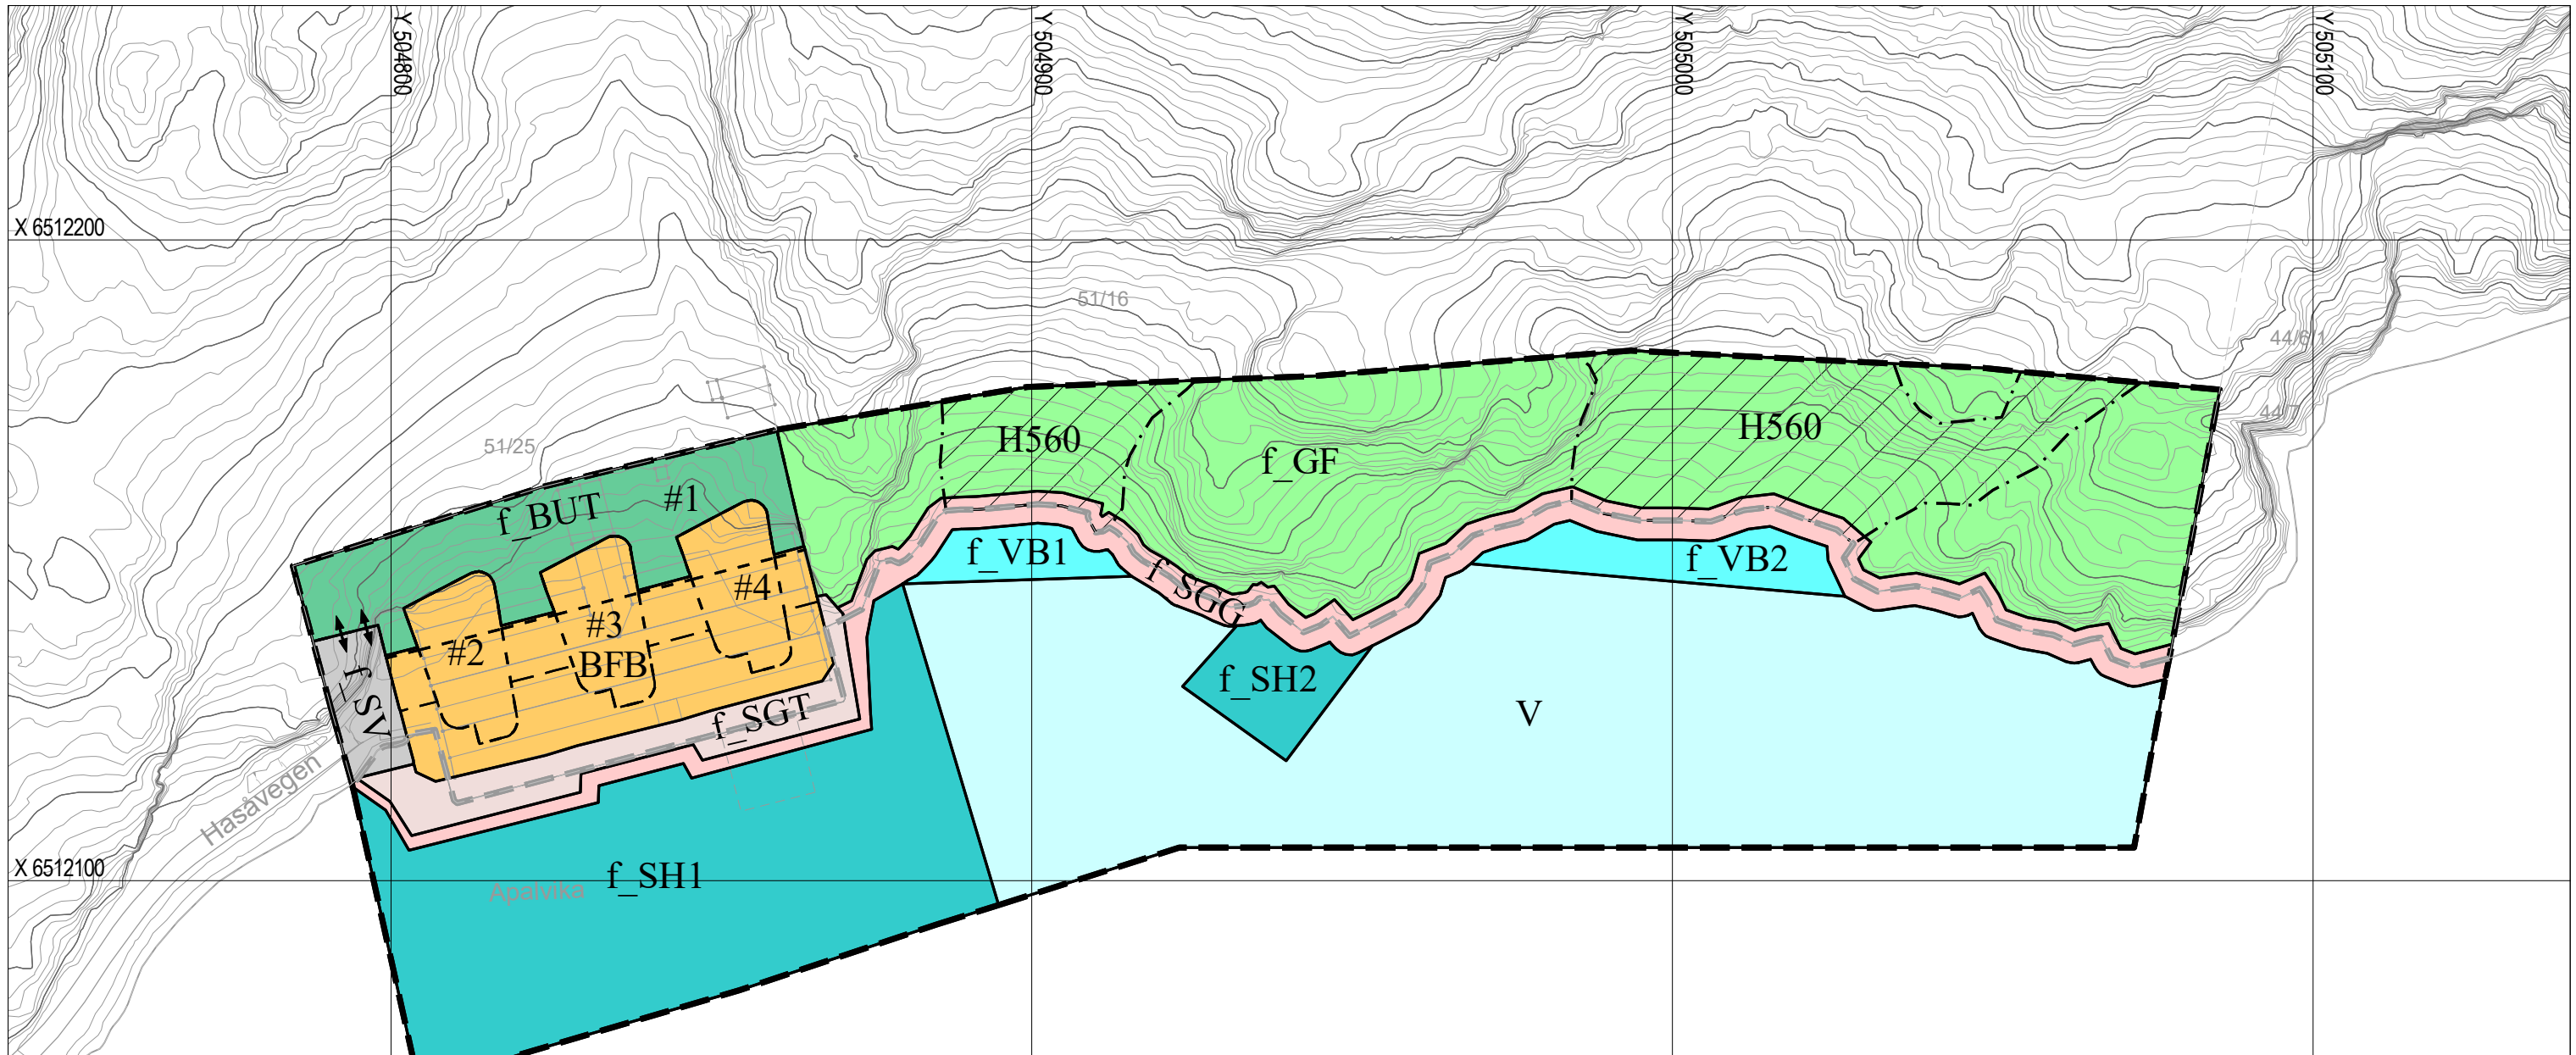 Y 504800
Y 504900
Y 505000
Y 505100
X 6512200
51/16
44/6/1
44/7
51/25
H560
H560
f_GF
#1
f_BUT
f_VB1
f_VB2
f_SGG
#4
#3
#2
BFB
f_SH2
f_SV
f_SGT
V
Hasåvegen
X 6512100
f_SH1
Apalvika